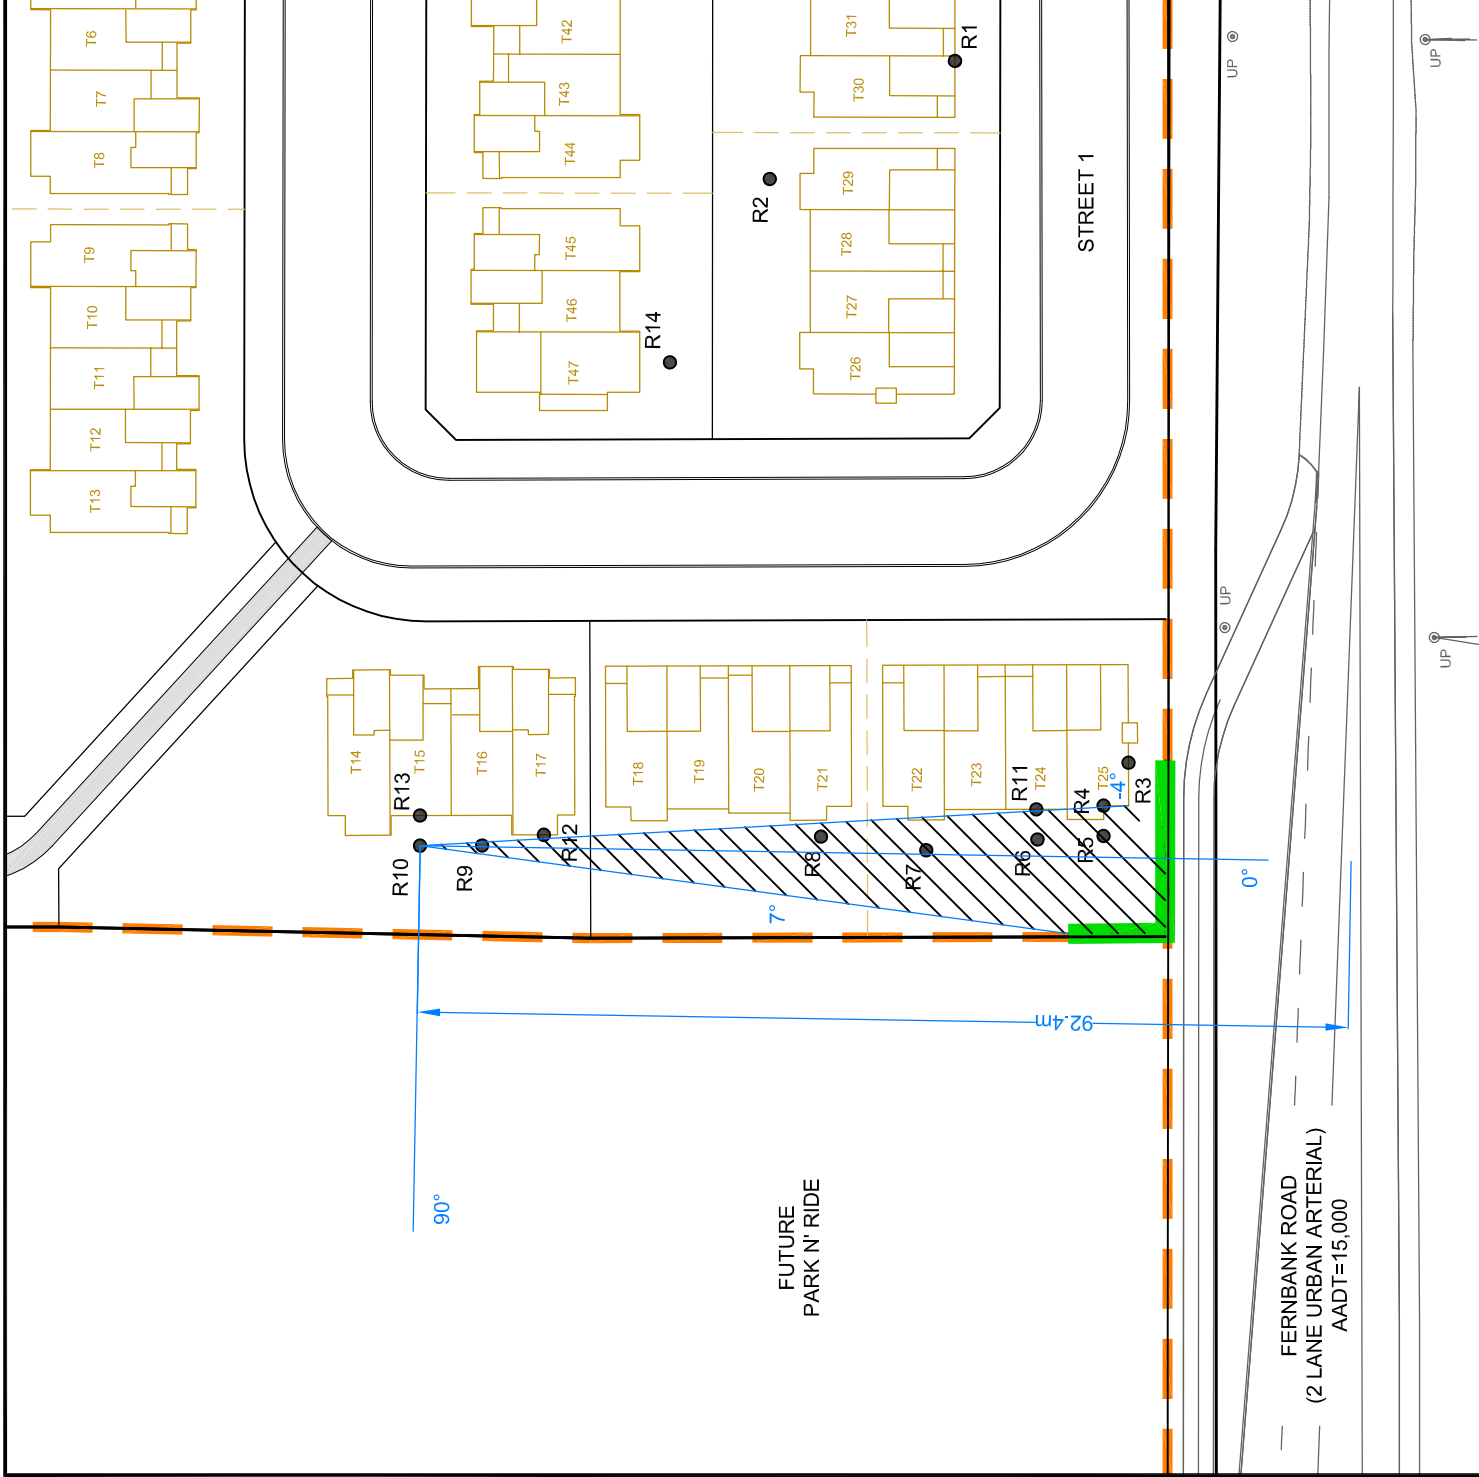 T6
T7
T8
T9
T10
T11
T12
T13
T42
T43
T44
T45
T46
T47
R14
T31
T30
T29
T28
T27
T26
R1
R2
STREET 1
UP
UP
UP
UP
T14
T15
T16
T17
T18
T19
T20
T21
T22
T23
T24
T25
R13
R10
R9
R12
R8
R7
R11
R6
R4
R5
R3
-4°
0°
7°
90°
92.4m
FUTURE
PARK N' RIDE
FERNBANK ROAD
(2 LANE URBAN ARTERIAL)
AADT=15,000